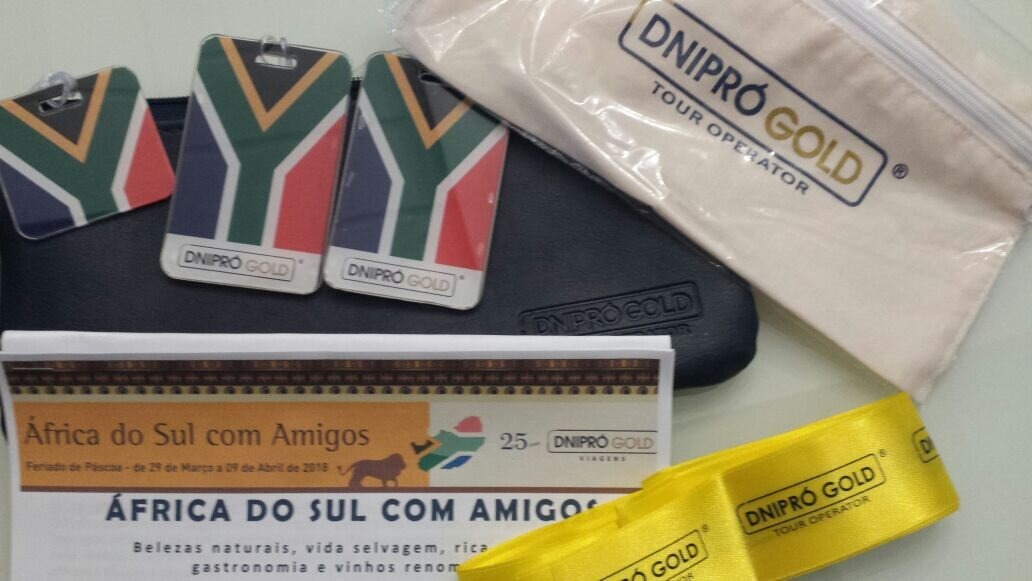 DNIPRÓ GOLD ®
TOUR OPERATOR
DNIPRÓ GOLD ®
DNIPRÓ GOLD
DNIPRÓ GOLD
África do Sul com Amigos
Feriado de Páscoa - de 29 de Março a 09 de Abril de 2018
25
DNIPRÓ GOLD
VIAGENS
ÁFRICA DO SUL COM AMIGOS
Belezas naturais, vida selvagem, rica
gastronomia e vinhos renom
DNIPRÓ GOLD ®
TOUR OPERATOR
RÓ GOLD ®
OPERATOR